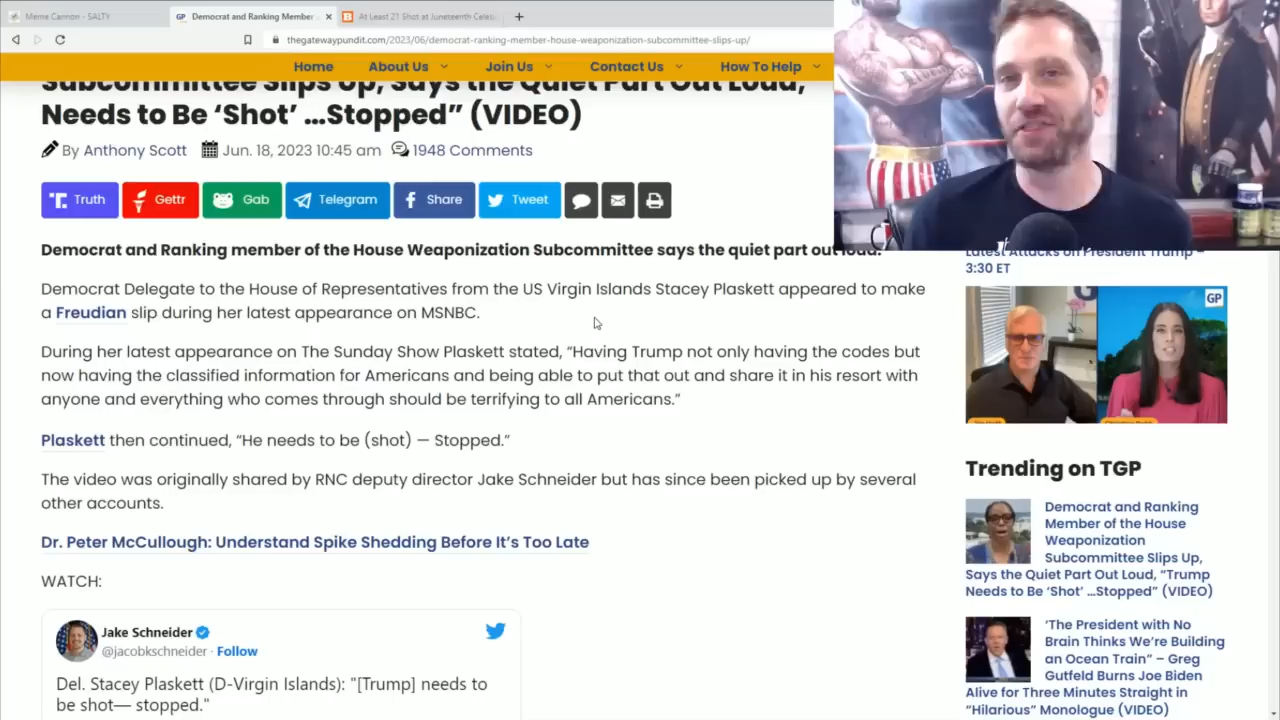 Meme Cannon - SALTY
GP Democrat and Ranking Member
At Least 21 Shot at Juneteenth Celeb
thegatewaypundit.com/2023/06/democrat-ranking-member-house-weaponization-subcommittee-slips-up/
Home About Us Join Us Contact Us How To Help
Subcommittee Slips Up, Says the Quiet Part Out Loud,
Needs to Be ‘Shot’ …Stopped” (VIDEO)
By Anthony Scott Jun. 18, 2023 10:45 am 1948 Comments
Truth Gettr Gab Telegram Share Tweet
Democrat and Ranking member of the House Weaponization Subcommittee says the quiet part out loud.
Democrat Delegate to the House of Representatives from the US Virgin Islands Stacey Plaskett appeared to make
a Freudian slip during her latest appearance on MSNBC.
During her latest appearance on The Sunday Show Plaskett stated, “Having Trump not only having the codes but
now having the classified information for Americans and being able to put that out and share it in his resort with
anyone and everything who comes through should be terrifying to all Americans.”
Plaskett then continued, “He needs to be (shot) — Stopped.”
The video was originally shared by RNC deputy director Jake Schneider but has since been picked up by several
other accounts.
Dr. Peter McCullough: Understand Spike Shedding Before It’s Too Late
WATCH:
Jake Schneider
@jacobkschneider · Follow
Del. Stacey Plaskett (D-Virgin Islands): "[Trump] needs to
be shot— stopped."
Latest Attacks on President Trump –
3:30 ET
GP
Trending on TGP
Democrat and Ranking
Member of the House
Weaponization
Subcommittee Slips Up,
Says the Quiet Part Out Loud, “Trump
Needs to Be ‘Shot’ …Stopped” (VIDEO)
‘The President with No
Brain Thinks We’re Building
an Ocean Train” – Greg
Gutfeld Burns Joe Biden
Alive for Three Minutes Straight in
“Hilarious” Monologue (VIDEO)